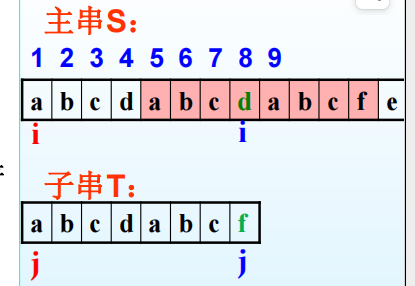 主串S：
1 2 3 4 5 6 7 8 9
a b c d a b c d a b c f e
i i
子串T：
a b c d a b c f
j j